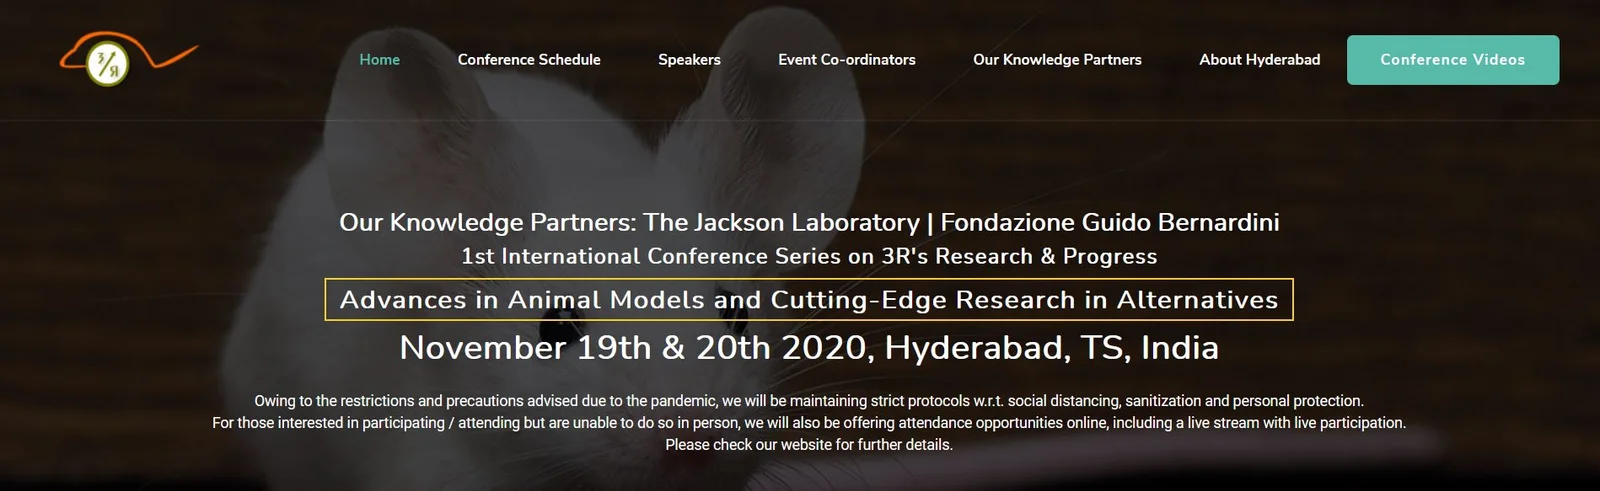 3/R
Home
Conference Schedule
Speakers
Event Co-ordinators
Our Knowledge Partners
About Hyderabad
Conference Videos
Our Knowledge Partners: The Jackson Laboratory | Fondazione Guido Bernardini
1st International Conference Series on 3R's Research & Progress
Advances in Animal Models and Cutting-Edge Research in Alternatives
November 19th & 20th 2020, Hyderabad, TS, India
Owing to the restrictions and precautions advised due to the pandemic, we will be maintaining strict protocols w.r.t. social distancing, sanitization and personal protection.
For those interested in participating / attending but are unable to do so in person, we will also be offering attendance opportunities online, including a live stream with live participation.
Please check our website for further details.